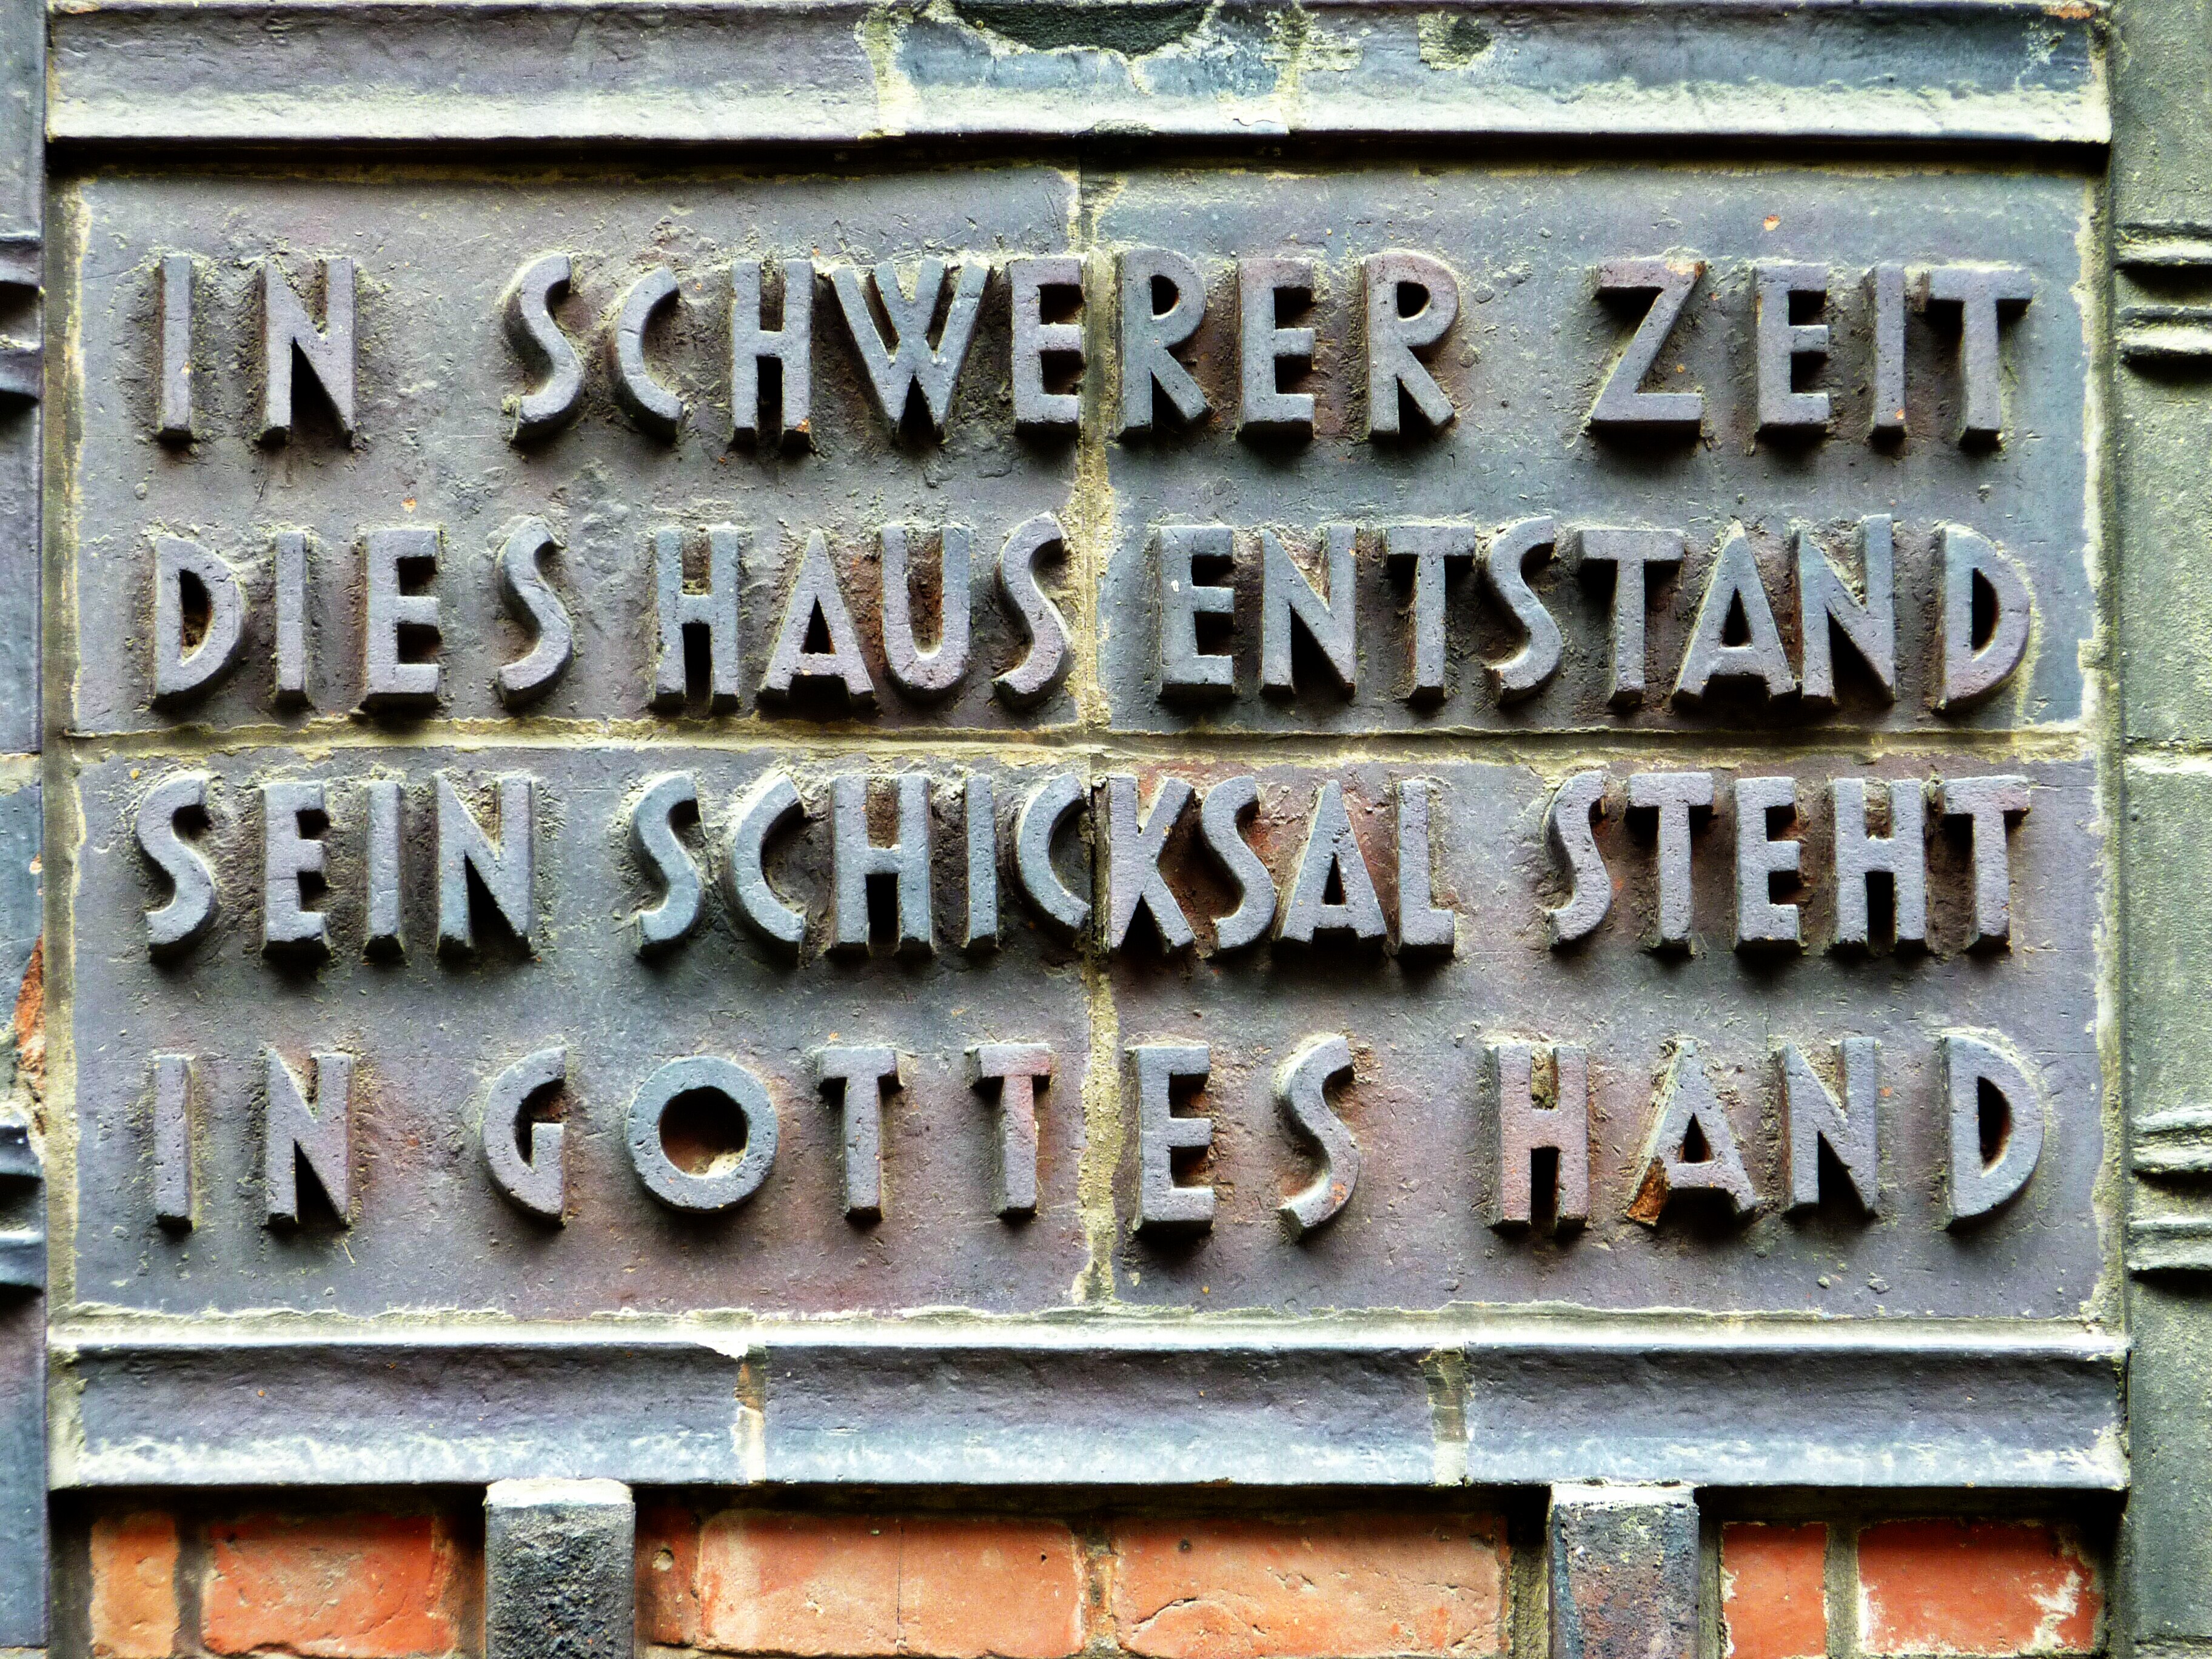 IN SCHWERER ZEIT
DIES HAUS ENTSTAND
SEIN SCHICKSAL STEHT
IN GOTTES HAND